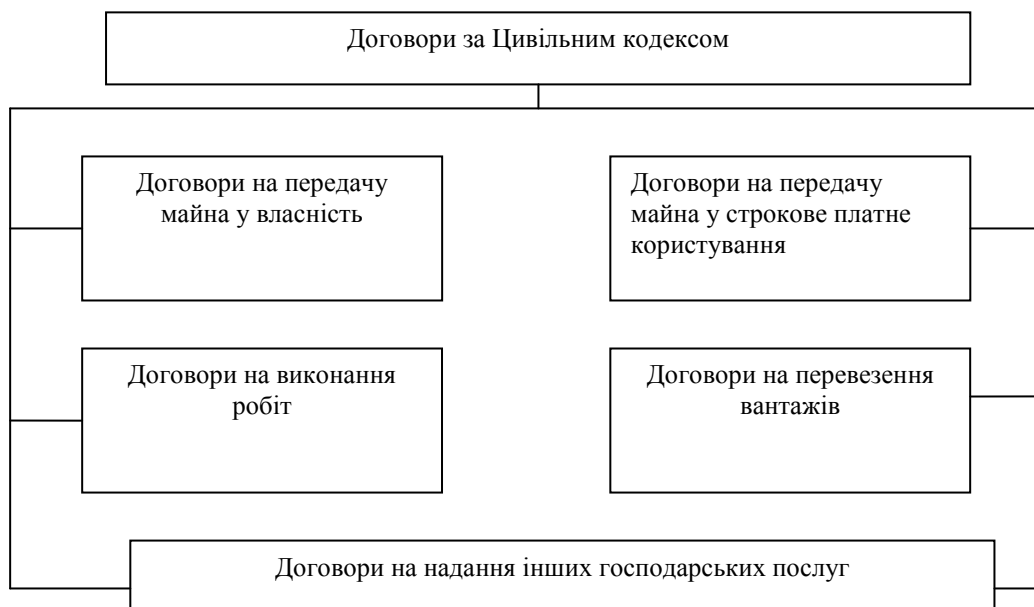 Договори за Цивільним кодексом
Договори на передачу
майна у власність
Договори на передачу
майна у строкове платне
користування
Договори на виконання
робіт
Договори на перевезення
вантажів
Договори на надання інших господарських послуг